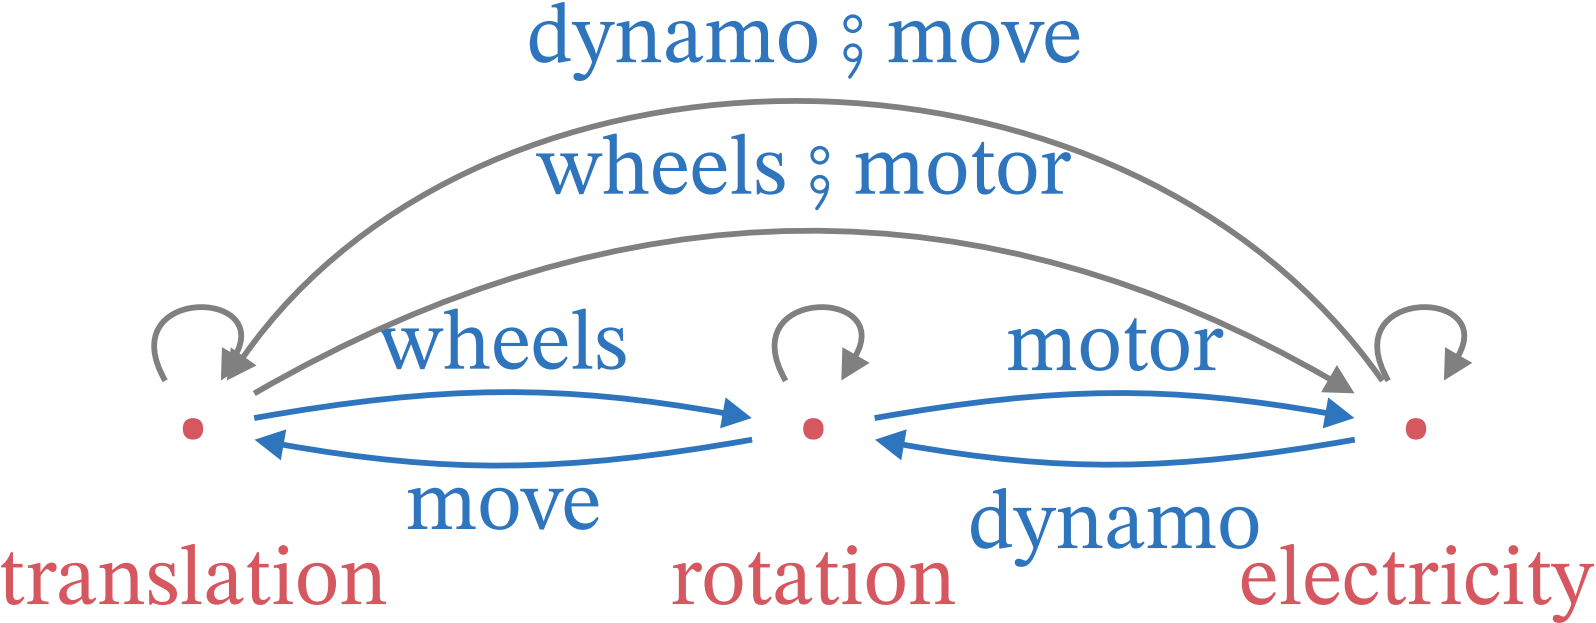 dynamo ⨾ move
wheels ⨾ motor
wheels
motor
move
dynamo
translation
rotation
electricity